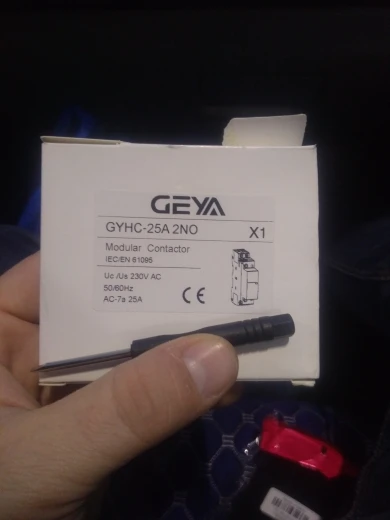 GEYA
GYHC-25A 2NO X1
Modular Contactor
IEC/EN 61095
Uc /Us 230V AC
50/60Hz
AC-7a 25A
CE